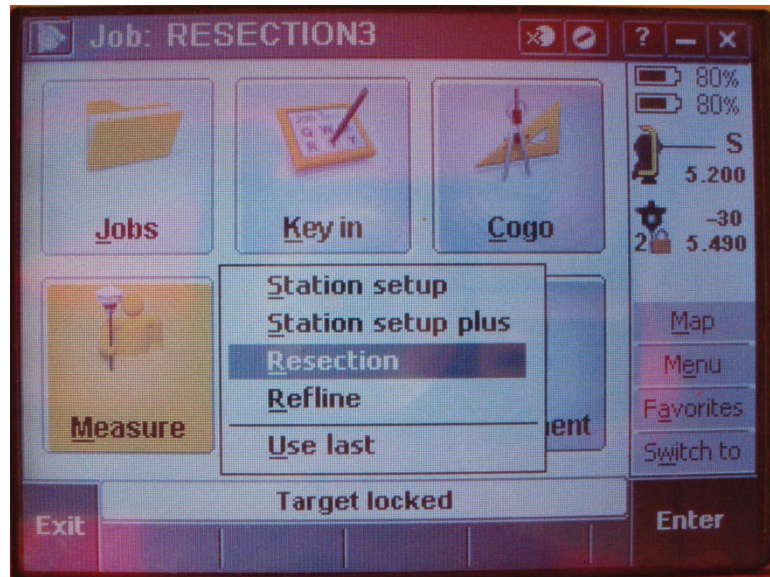 Job: RESECTION3
? – x
80%
80%
S
5.200
-30
2 5.490
Jobs
Key in
Cogo
Station setup
Station setup plus
Resection
Refline
Use last
Measure
Map
Menu
Favorites
Switch to
Target locked
Exit
Enter